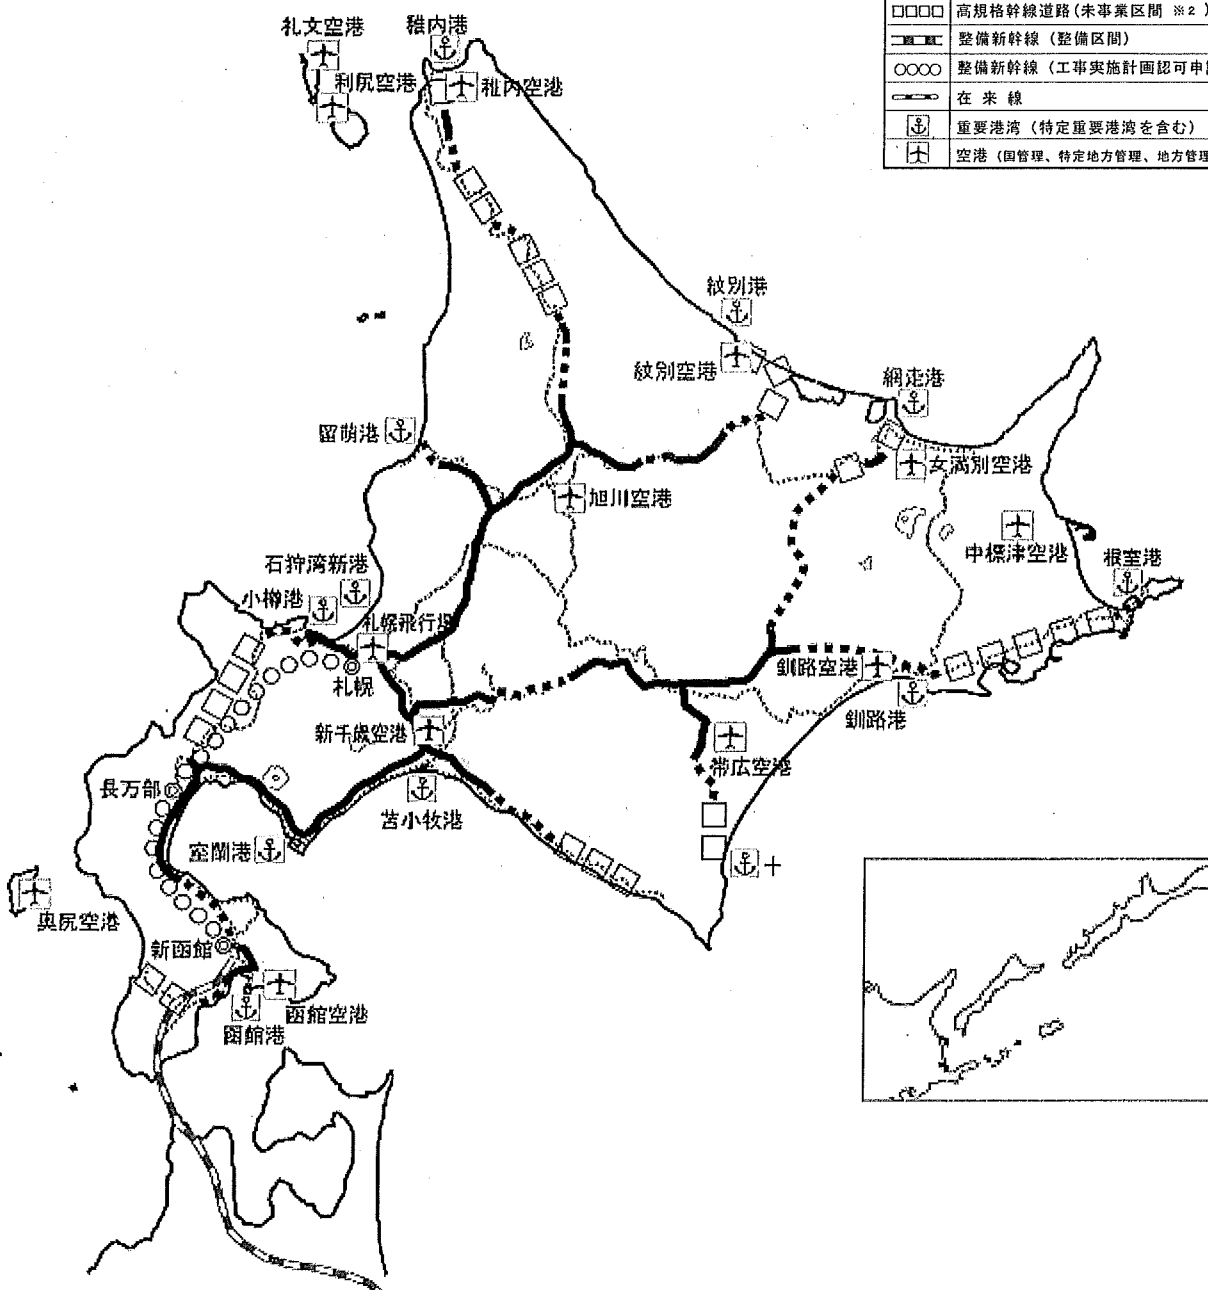 □□□□ 高規格幹線道路(未事業区間 ※2)
整備新幹線 (整備区間)
○○○○ 整備新幹線 (工事実施計画認可申
在来線
重要港湾 (特定重要港湾を含む)
空港 (国管理、特定地方管理、地方管理
礼文空港
稚内港
利尻空港
稚内空港
紋別港
紋別空港
網走港
留萌港
女満別空港
旭川空港
中標津空港
根室港
石狩湾新港
小樽港
札幌飛行場
札幌
釧路空港
釧路港
新千歳空港
帯広空港
長万部
苫小牧港
室蘭港
奥尻空港
新函館
函館空港
函館港